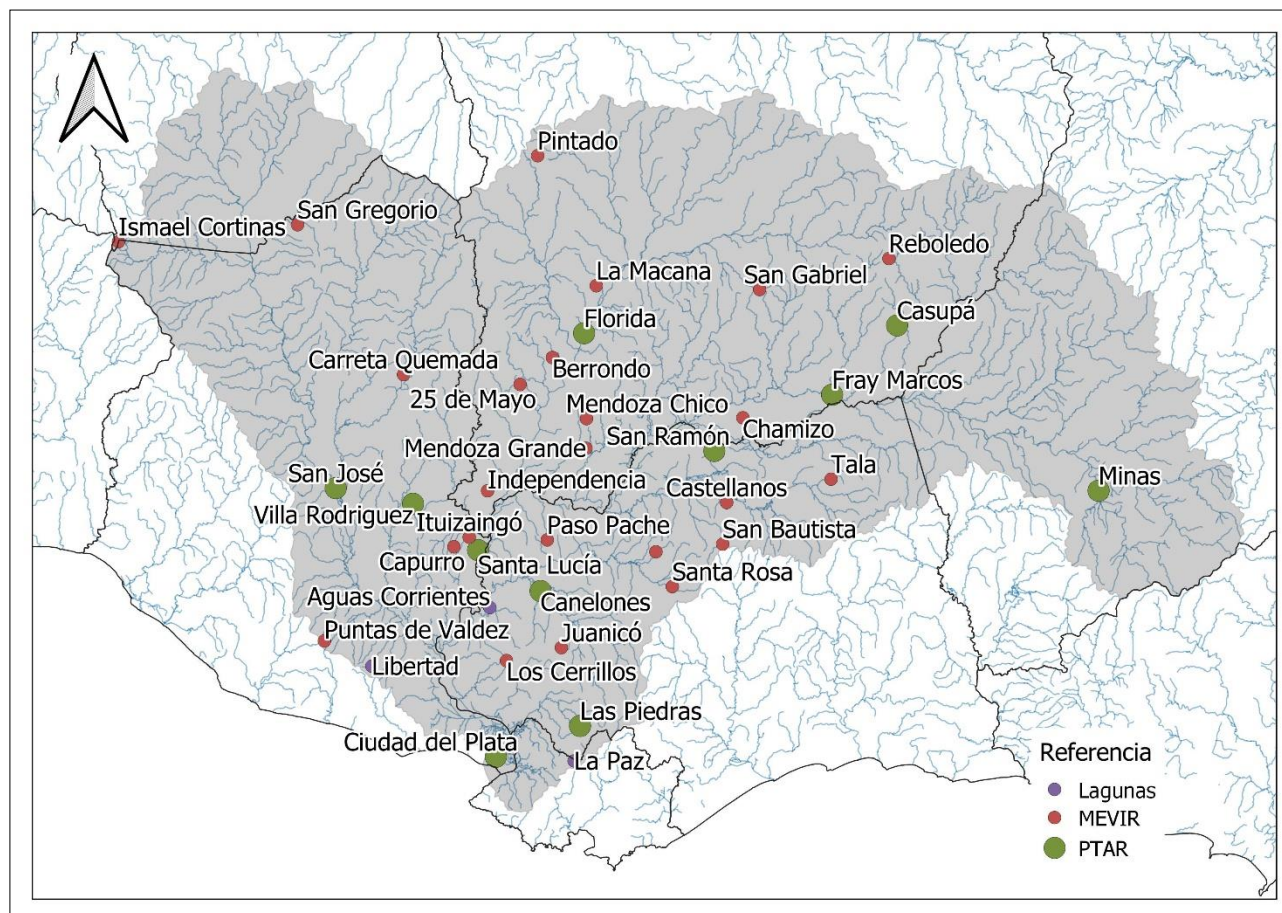 Pintado
San Gregorio
Ismael Cortinas
Reboledo
La Macana
San Gabriel
Casupá
Florida
Carreta Quemada
Berrondo
Fray Marcos
25 de Mayo
Mendoza Chico
Chamizo
San Ramón
Mendoza Grande
Tala
San José
Independencia
Castellanos
Minas
Villa Rodriguez
Ituizaingó
Paso Pache
San Bautista
Capurro
Santa Lucía
Santa Rosa
Aguas Corrientes
Canelones
Puntas de Valdez
Juanicó
Libertad
Los Cerrillos
Las Piedras
Ciudad del Plata
La Paz
Referencia
Lagunas
MEVIR
PTAR